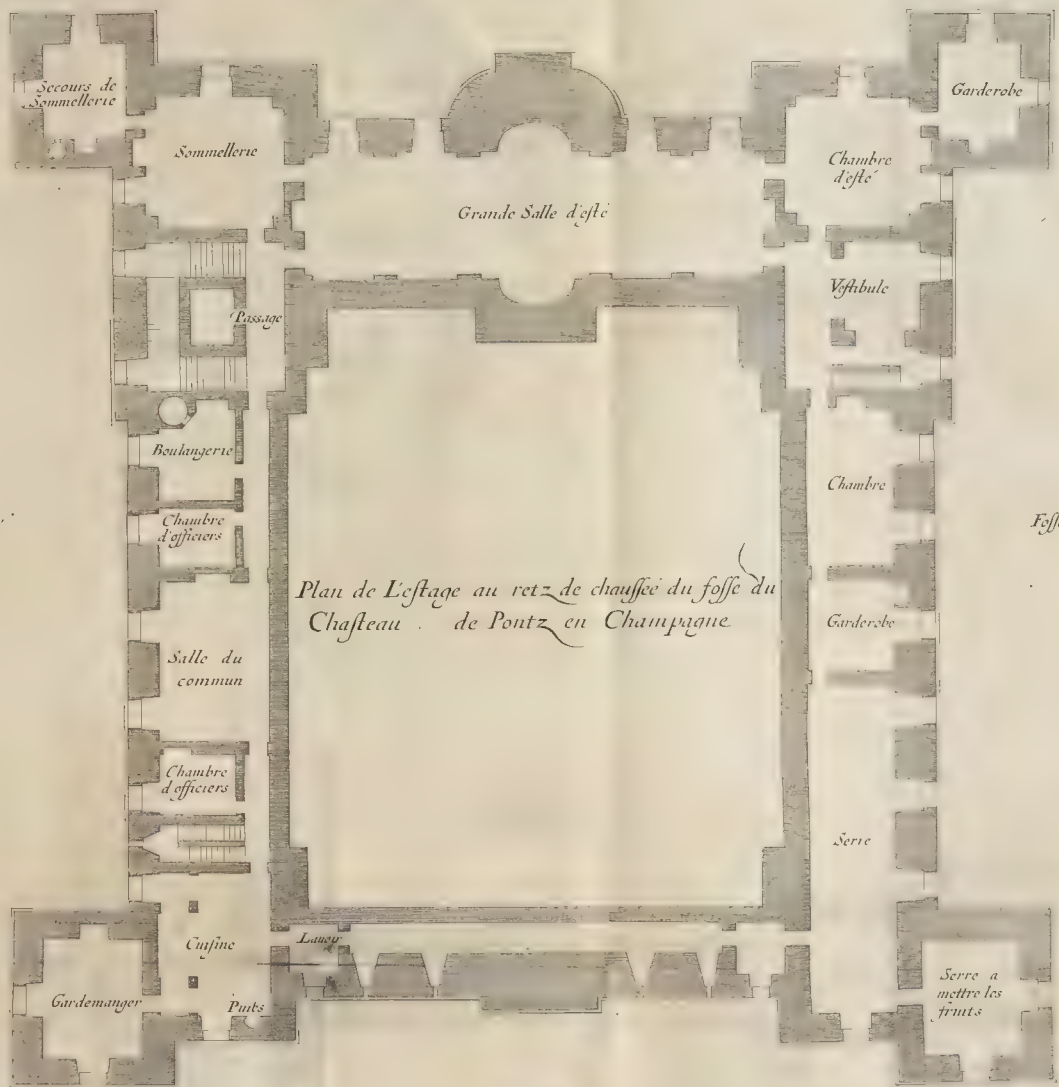 Secours de
Sommellerie
Sommellerie
Grande Salle d'esté
Chambre
d'esté
Garderobe
Vestibule
Passage
Boulangerie
Chambre
d'officiers
Salle du
commun
Chambre
d'officiers
Cuisine
Gardemanger
Puits
Lavoir
Chambre
Garderobe
Serre
Serre a
mettre les
fruits
Plan de L'estage au retz de chaussée du fosse du
Chasteau . de Pontz en Champagne